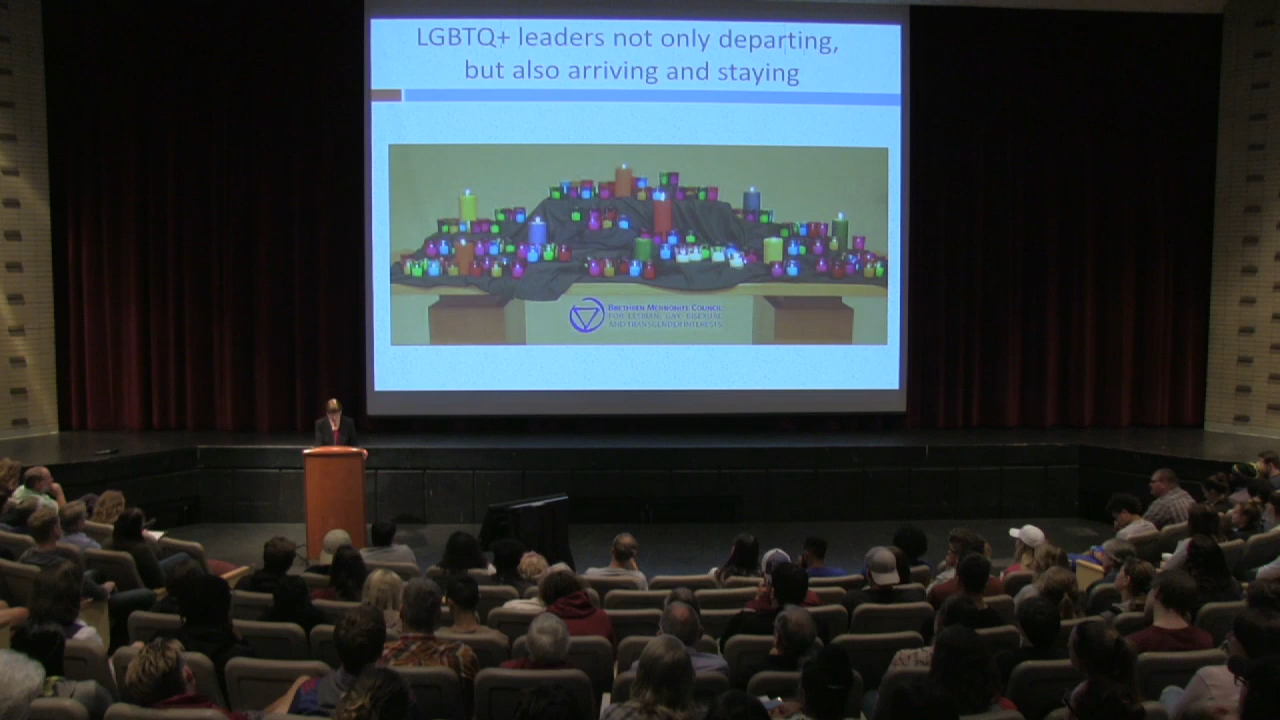 LGBTQ+ leaders not only departing,
but also arriving and staying
BRETHREN MENNONITE COUNCIL
FOR LESBIAN, GAY, BISEXUAL
AND TRANSGENDER INTERESTS